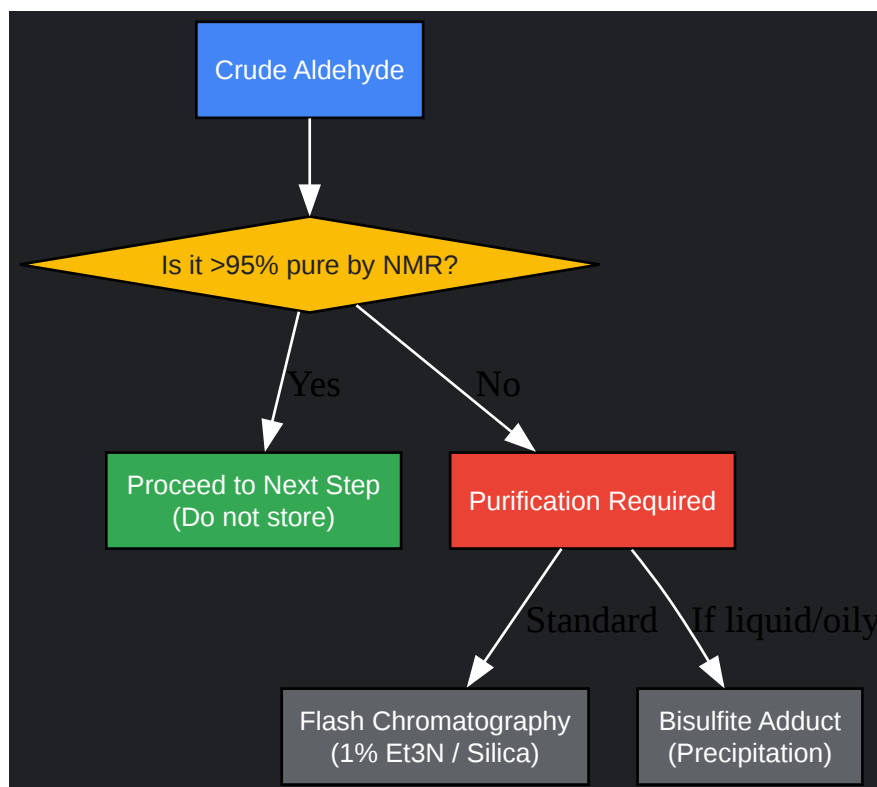 Crude Aldehyde
Is it >95% pure by NMR?
Yes
No
Proceed to Next Step
(Do not store)
Purification Required
Standard
If liquid/oily
Flash Chromatography
(1% Et3N / Silica)
Bisulfite Adduct
(Precipitation)